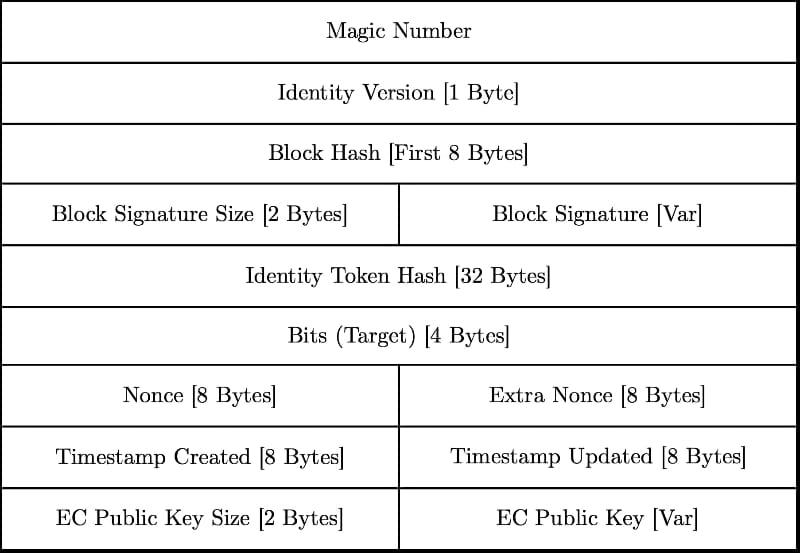 Magic Number
Identity Version [1 Byte]
Block Hash [First 8 Bytes]
Block Signature Size [2 Bytes]
Block Signature [Var]
Identity Token Hash [32 Bytes]
Bits (Target) [4 Bytes]
Nonce [8 Bytes]
Extra Nonce [8 Bytes]
Timestamp Created [8 Bytes]
Timestamp Updated [8 Bytes]
EC Public Key Size [2 Bytes]
EC Public Key [Var]